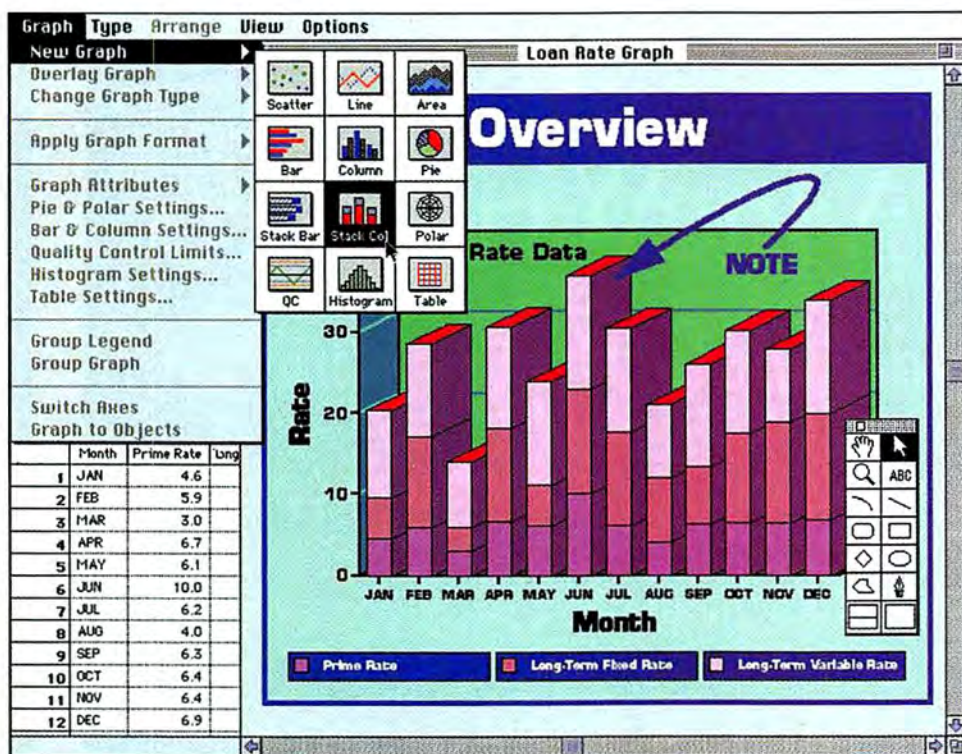 Graph Type Arrange View Options
New Graph
Overlay Graph
Change Graph Type
Apply Graph Format
Graph Attributes
Pie & Polar Settings...
Bar & Column Settings...
Quality Control Limits...
Histogram Settings...
Table Settings...
Group Legend
Group Graph
Switch Axes
Graph to Objects
Scatter Line Area
Bar Column Pie
Stack Bar Stack Col Polar
QC Histogram Table
Loan Rate Graph
Overview
Rate Data
NOTE
Rate
30
20
10
0
JAN FEB MAR APR MAY JUN JUL AUG SEP OCT NOV DEC
Month
Prime Rate Long-Term Fixed Rate Long-Term Variable Rate
ABC
Month Prime Rate Long
1 JAN 4.6
2 FEB 5.9
3 MAR 3.0
4 APR 6.7
5 MAY 6.1
6 JUN 10.0
7 JUL 6.2
8 AUG 4.0
9 SEP 6.3
10 OCT 6.4
11 NOV 6.4
12 DEC 6.9